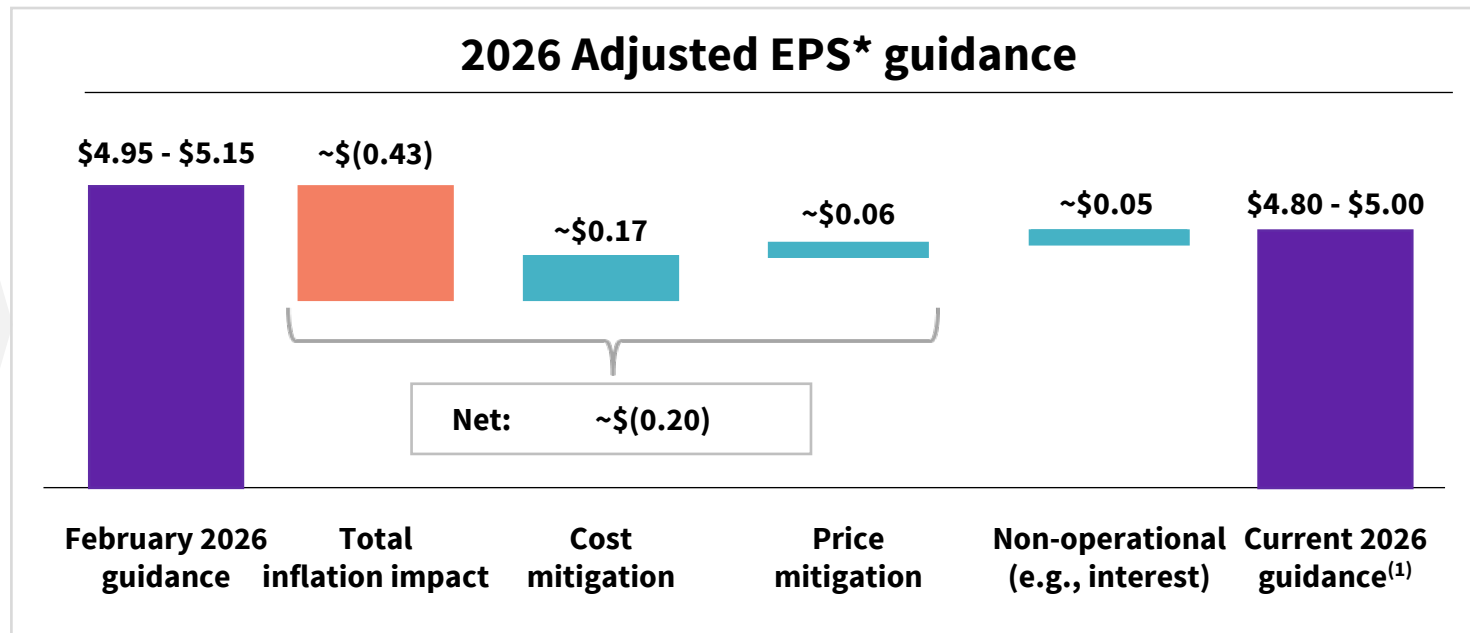 2026 Adjusted EPS* guidance
$4.95 - $5.15
~$(0.43)
~$0.17
~$0.06
~$0.05
$4.80 - $5.00
Net: ~$(0.20)
February 2026
guidance
Total
inflation impact
Cost
mitigation
Price
mitigation
Non-operational
(e.g., interest)
Current 2026
guidance(1)